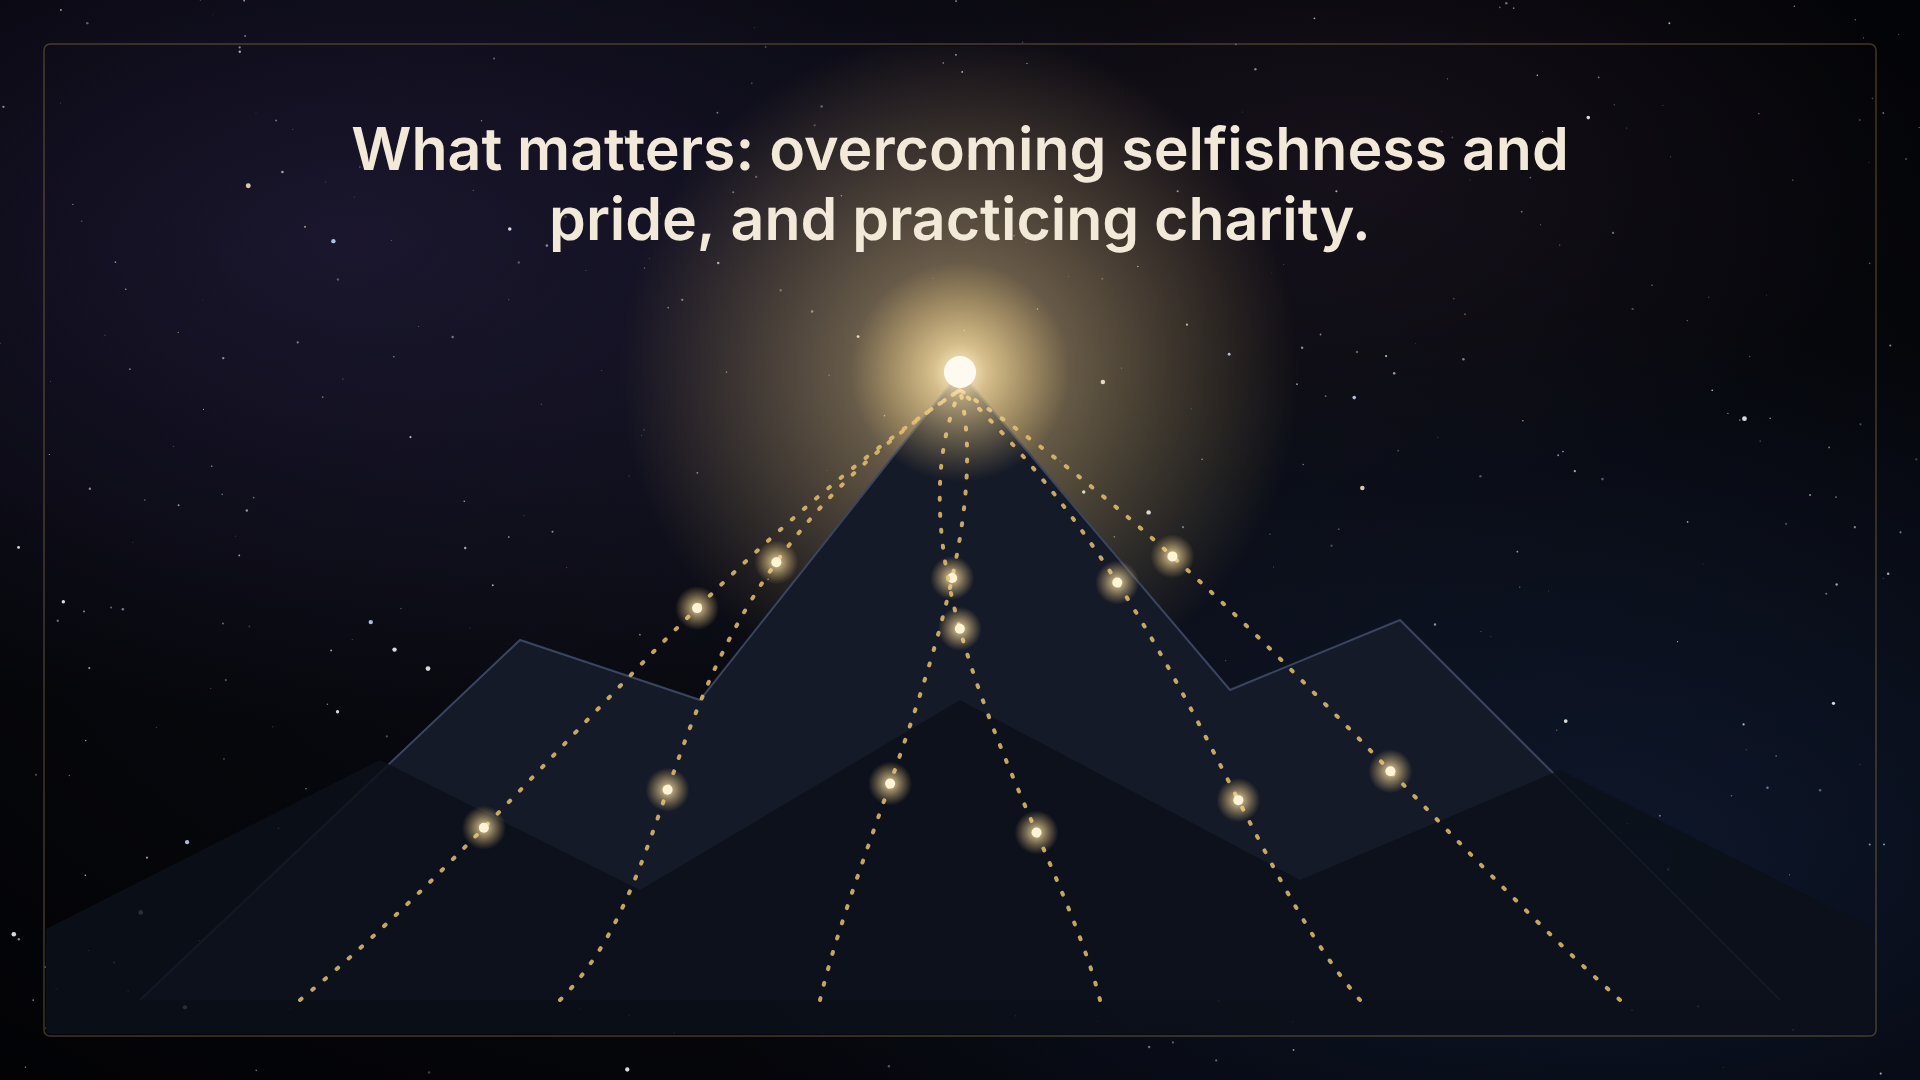 What matters: overcoming selfishness and
pride, and practicing charity.